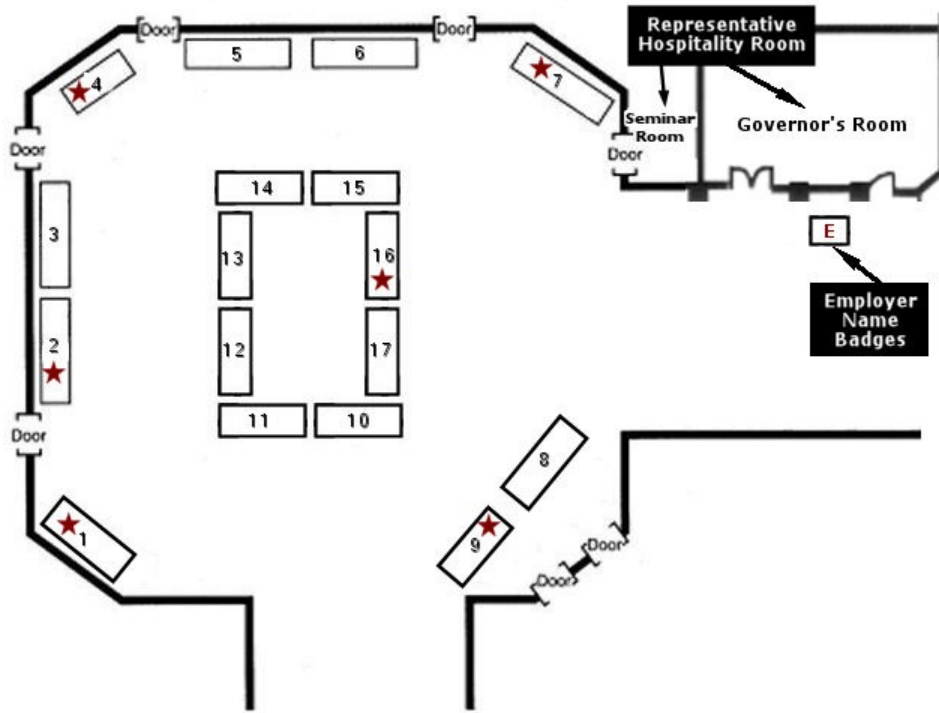 Representative
Hospitality Room
Door
Door
5
6
4
7
Seminar
Room
Governor's Room
Door
Door
14
15
3
13
16
E
Employer
Name
Badges
2
12
17
11
10
Door
8
1
9
Door
Door